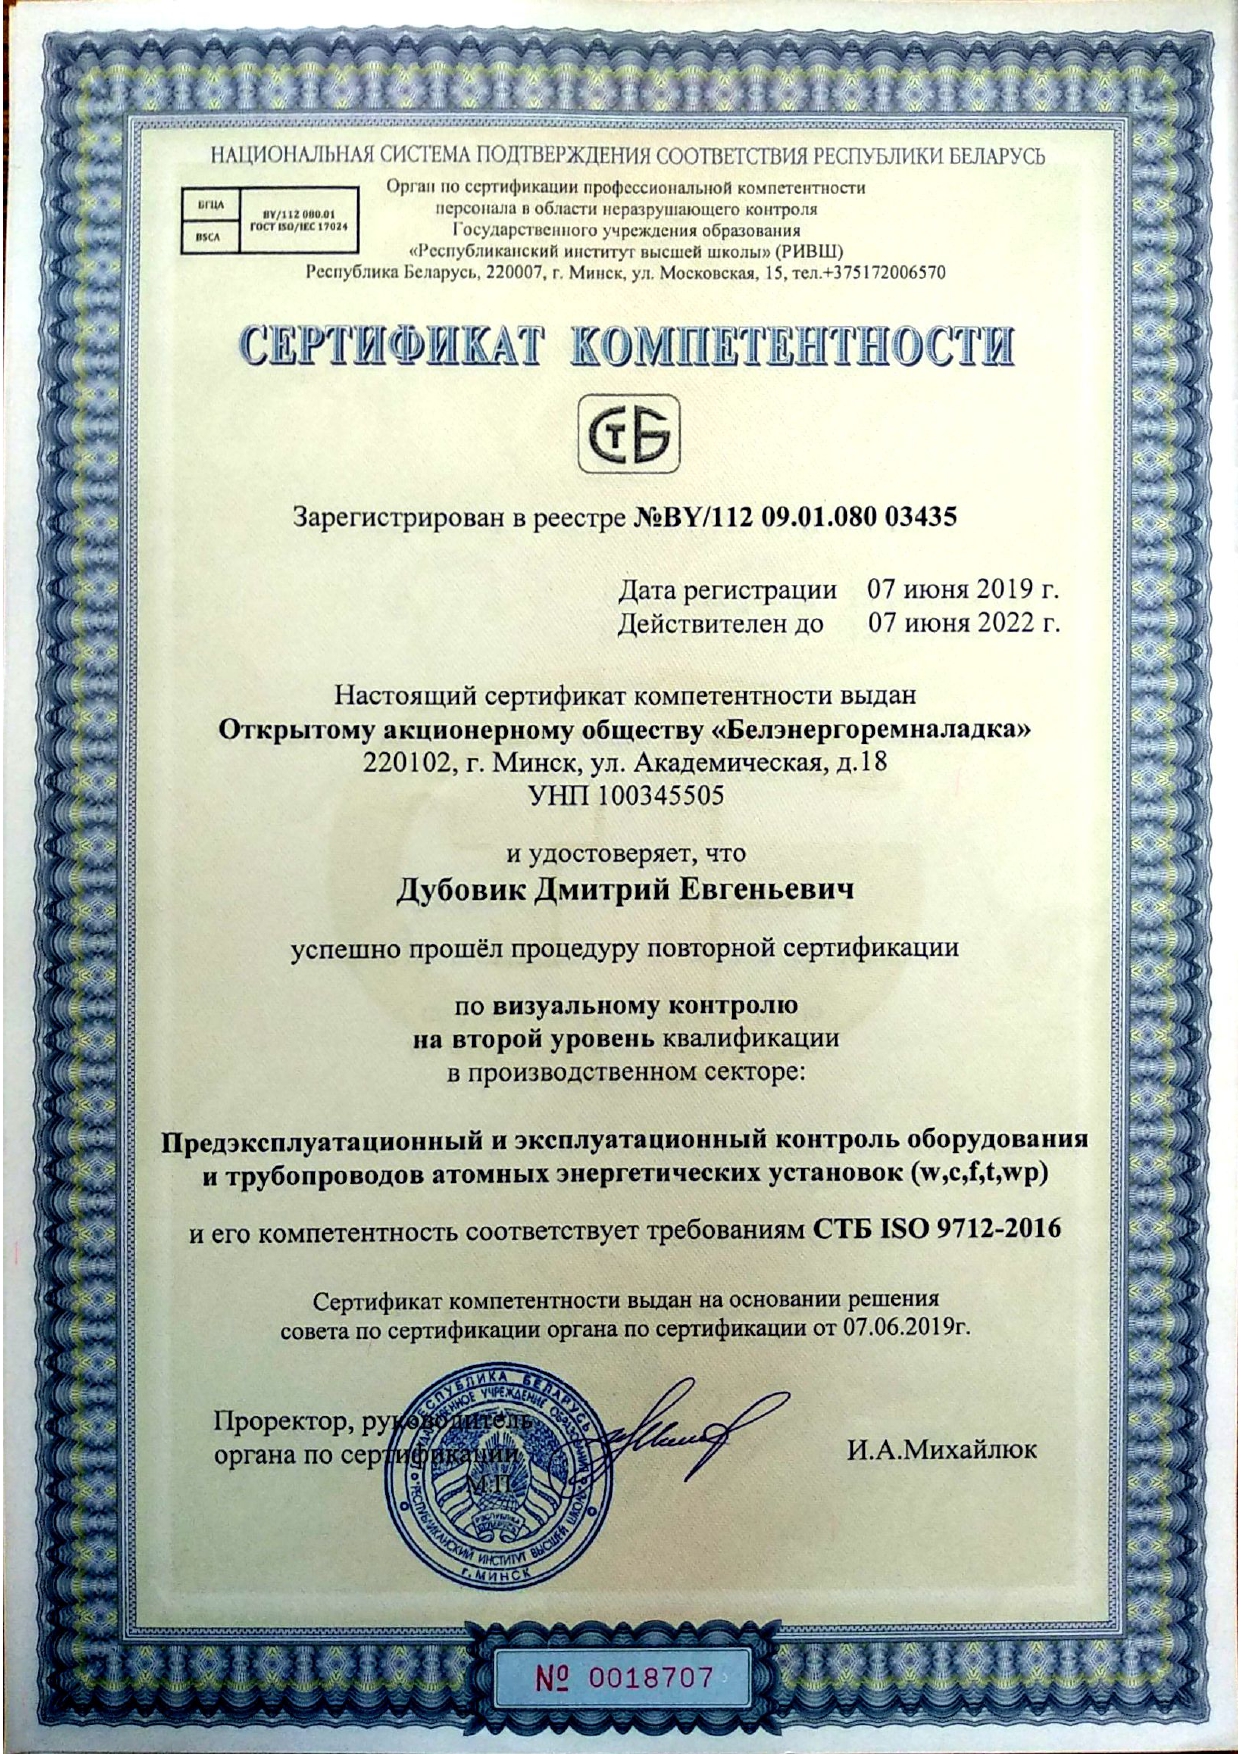 НАЦИОНАЛЬНАЯ СИСТЕМА ПОДТВЕРЖДЕНИЯ СООТВЕТСТВИЯ РЕСПУБЛИКИ БЕЛАРУСЬ
БГЦА
BSCA
BY/112 080.01
ГОСТ ISO/IEC 17024
Орган по сертификации профессиональной компетентности
персонала в области неразрушающего контроля
Государственного учреждения образования
«Республиканский институт высшей школы» (РИВШ)
Республика Беларусь, 220007, г. Минск, ул. Московская, 15, тел.+375172006570
СЕРТИФИКАТ КОМПЕТЕНТНОСТИ
СТБ
Зарегистрирован в реестре №BY/112 09.01.080 03435
Дата регистрации 07 июня 2019 г.
Действителен до 07 июня 2022 г.
Настоящий сертификат компетентности выдан
Открытому акционерному обществу «Белэнергоремналадка»
220102, г. Минск, ул. Академическая, д.18
УНП 100345505
и удостоверяет, что
Дубовик Дмитрий Евгеньевич
успешно прошёл процедуру повторной сертификации
по визуальному контролю
на второй уровень квалификации
в производственном секторе:
Предэксплуатационный и эксплуатационный контроль оборудования
и трубопроводов атомных энергетических установок (w,c,f,t,wp)
и его компетентность соответствует требованиям СТБ ISO 9712-2016
Сертификат компетентности выдан на основании решения
совета по сертификации органа по сертификации от 07.06.2019г.
Проректор, руководитель
органа по сертификации
М.П.
И.А.Михайлюк
РЕСПУБЛИКА БЕЛАРУСЬ
ГОСУДАРСТВЕННОЕ УЧРЕЖДЕНИЕ ОБРАЗОВАНИЯ
РЕСПУБЛИКАНСКИЙ ИНСТИТУТ ВЫСШЕЙ ШКОЛЫ
РЭСПУБЛІКА
БЕЛАРУСЬ
г. МИНСК
№ 0018707